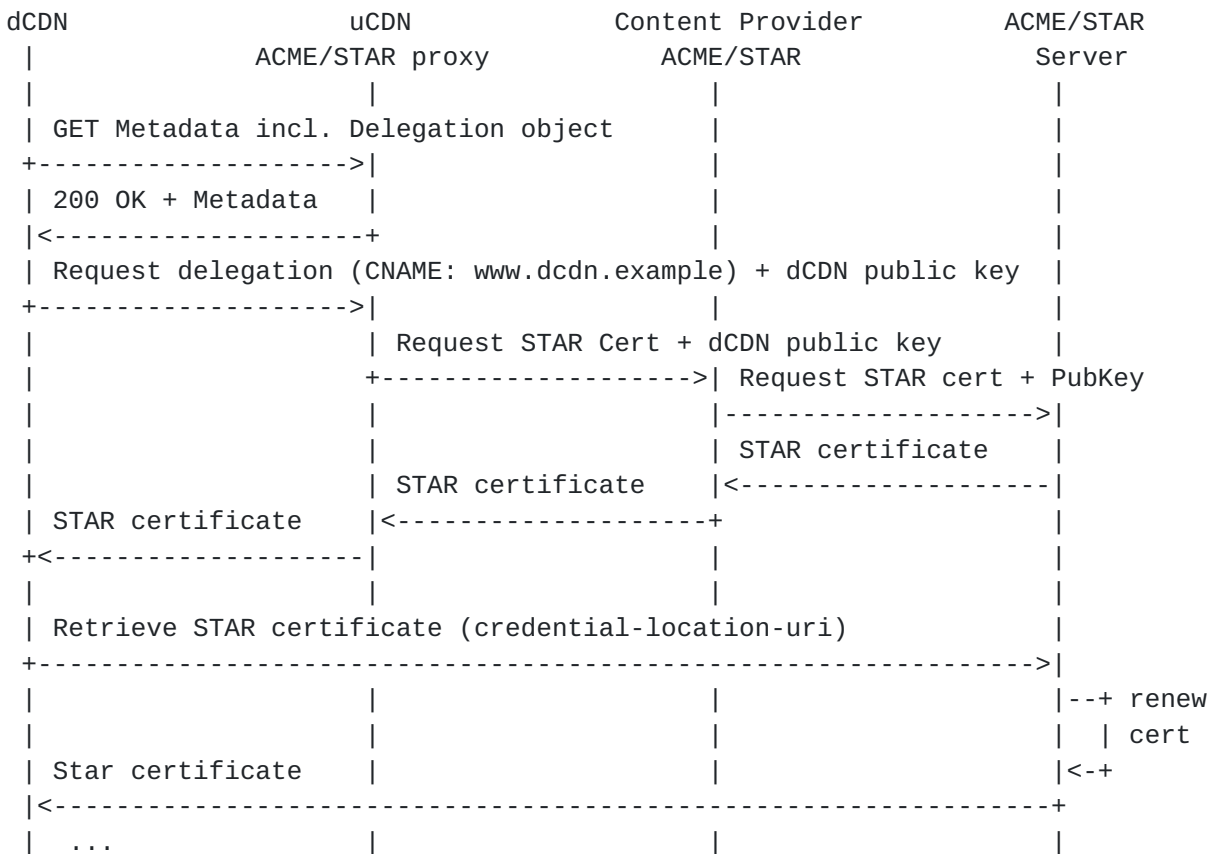 dCDN                  uCDN             Content Provider         ACME/STAR
 |              ACME/STAR proxy           ACME/STAR               Server
 |                     |                     |                     |
 | GET Metadata incl. Delegation object      |                     |
 +-------------------->|                     |                     |
 | 200 OK + Metadata   |                     |                     |
 |<--------------------+                     |                     |
 | Request delegation (CNAME: www.dcdn.example) + dCDN public key  |
 +-------------------->|                     |                     |
 |                     | Request STAR Cert + dCDN public key       |
 |                     +-------------------->| Request STAR cert + PubKey
 |                     |                     |-------------------->|
 |                     |                     | STAR certificate    |
 |                     | STAR certificate    |<--------------------|
 | STAR certificate    |<--------------------+                     |
 +<--------------------|                     |                     |
 |                     |                     |                     |
 | Retrieve STAR certificate (credential-location-uri)             |
 +---------------------------------------------------------------->|
 |                     |                     |                     |--+ renew
 |                     |                     |                     |  | cert
 | Star certificate    |                     |                     |<-+
 |<----------------------------------------------------------------+
 |  ...                |                     |                     |